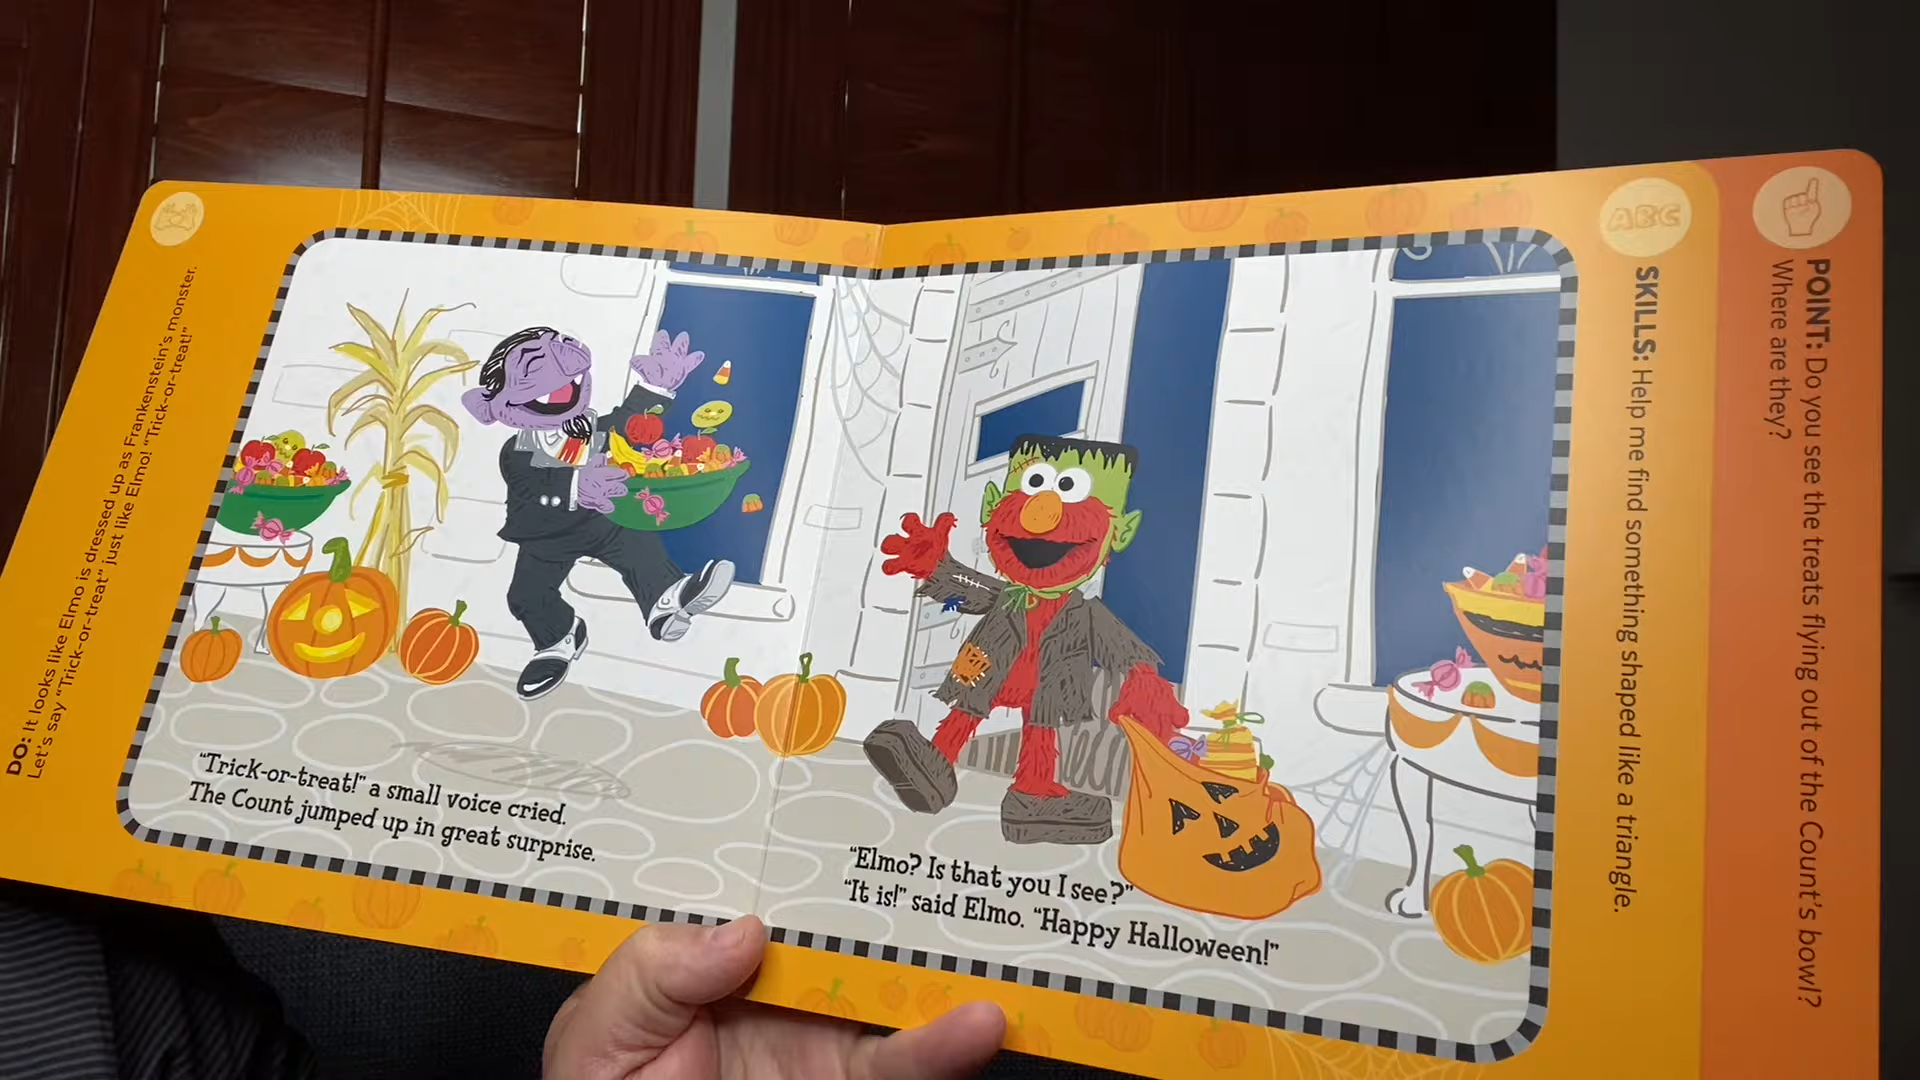 DO: It looks like Elmo is dressed up as Frankenstein's monster.
Let's say "Trick-or-treat" just like Elmo! "Trick-or-treat!"
"Trick-or-treat!" a small voice cried.
The Count jumped up in great surprise.
"Elmo? Is that you I see?"
"It is!" said Elmo. "Happy Halloween!"
ABC
SKILLS: Help me find something shaped like a triangle.
POINT: Do you see the treats flying out of the Count's bowl?
Where are they?